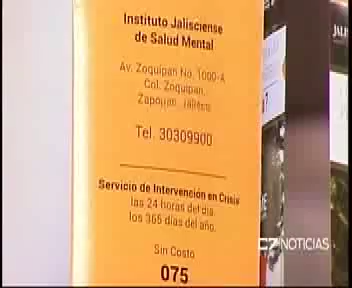 Instituto Jalisciense
de Salud Mental
Av. Zoquipan No. 1000-A
Col. Zoquipan,
Zapopan, Jalisco
Tel. 30309900
Servicio de Intervención en Crisis
las 24 horas del día
los 365 días del año.
Sin Costo
075
C7 NOTICIAS